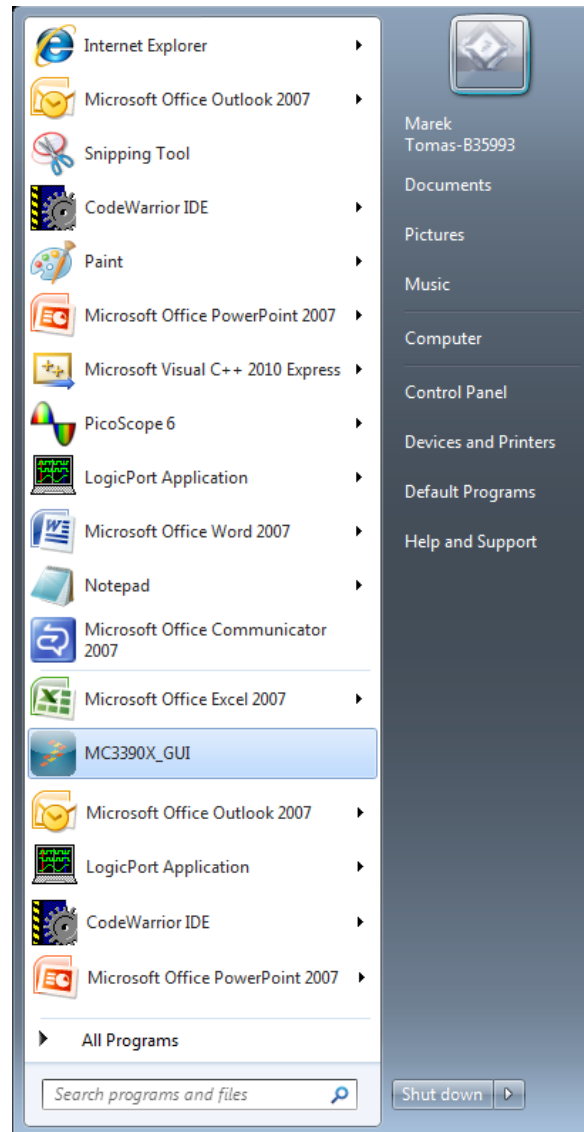 Internet Explorer
Microsoft Office Outlook 2007
Snipping Tool
CodeWarrior IDE
Paint
Microsoft Office PowerPoint 2007
Microsoft Visual C++ 2010 Express
PicoScope 6
LogicPort Application
Microsoft Office Word 2007
Notepad
Microsoft Office Communicator
2007
Microsoft Office Excel 2007
MC3390X_GUI
Microsoft Office Outlook 2007
LogicPort Application
CodeWarrior IDE
Microsoft Office PowerPoint 2007
All Programs
Search programs and files
Marek
Tomas-B35993
Documents
Pictures
Music
Computer
Control Panel
Devices and Printers
Default Programs
Help and Support
Shut down